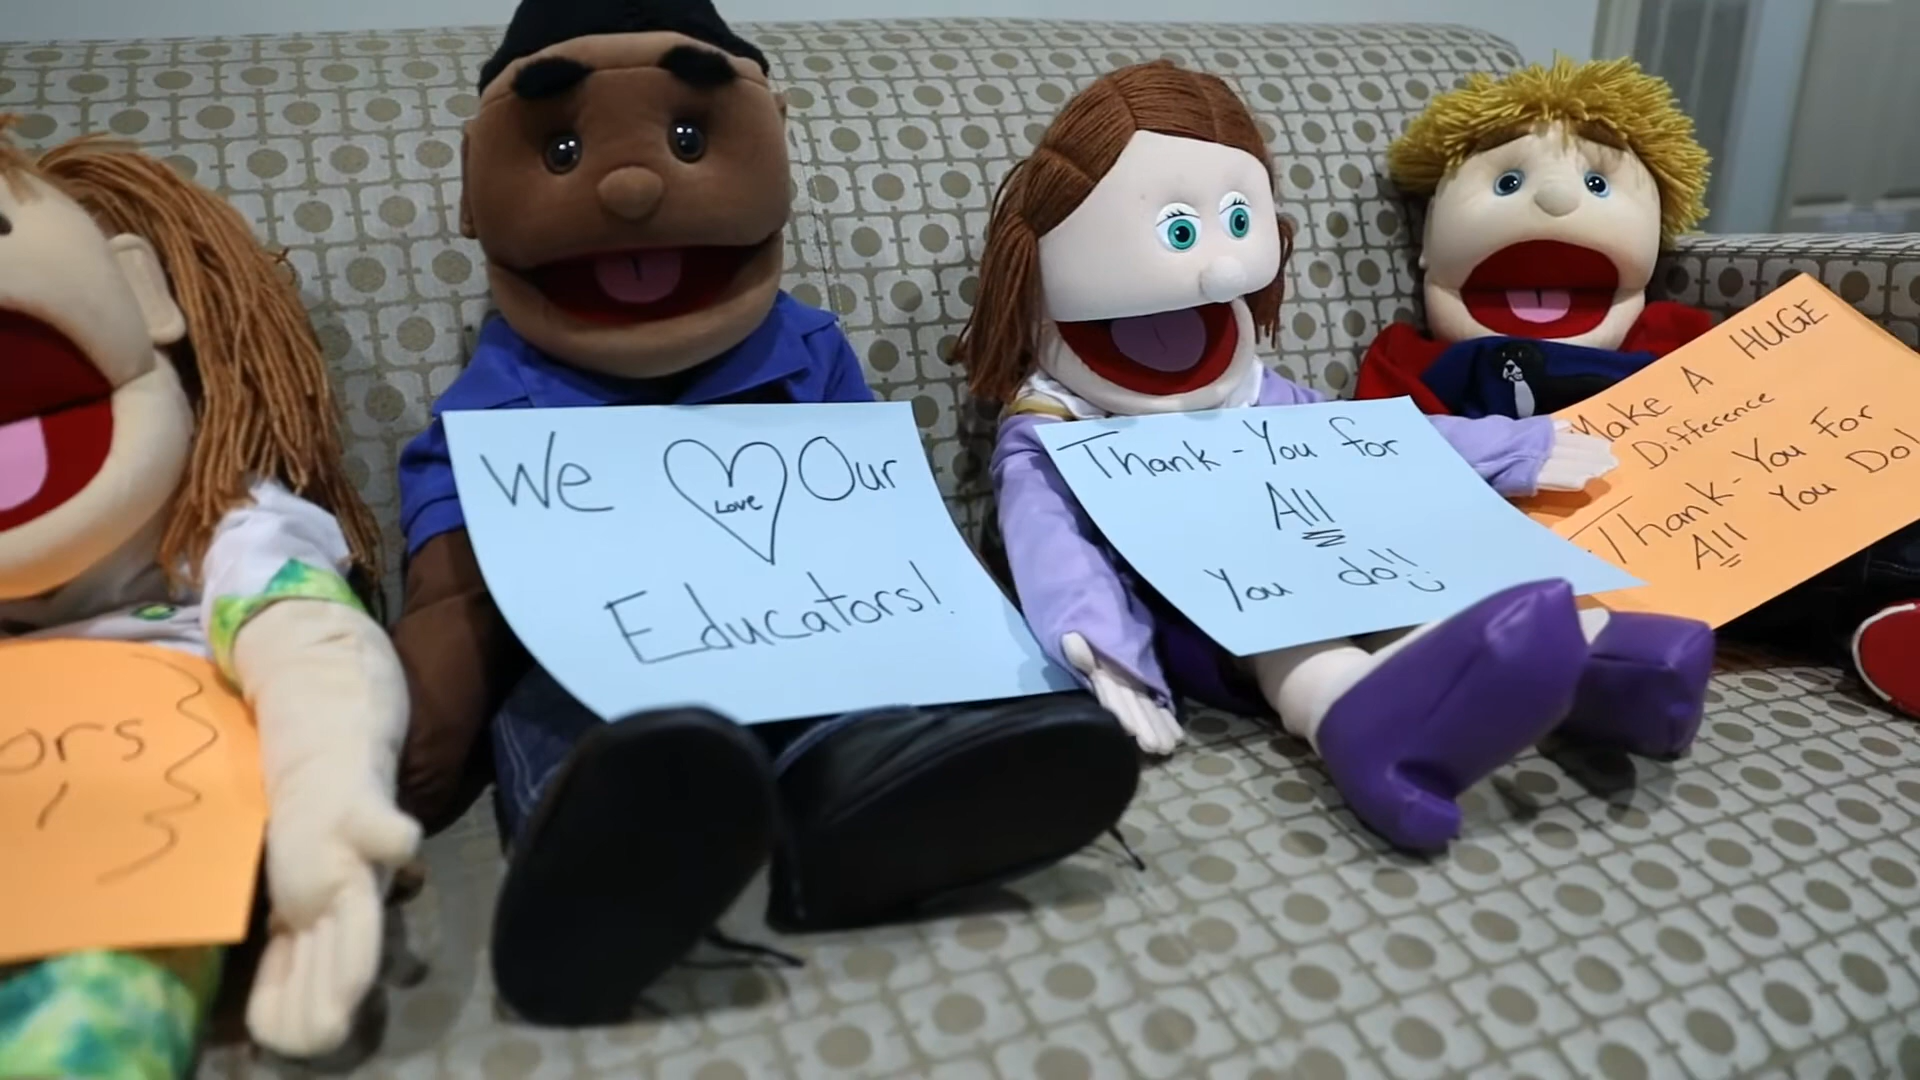 ors
We Love Our
Educators!
Thank-You for
All
You do!!
Make A HUGE
Difference
Thank-You For
All You Do!